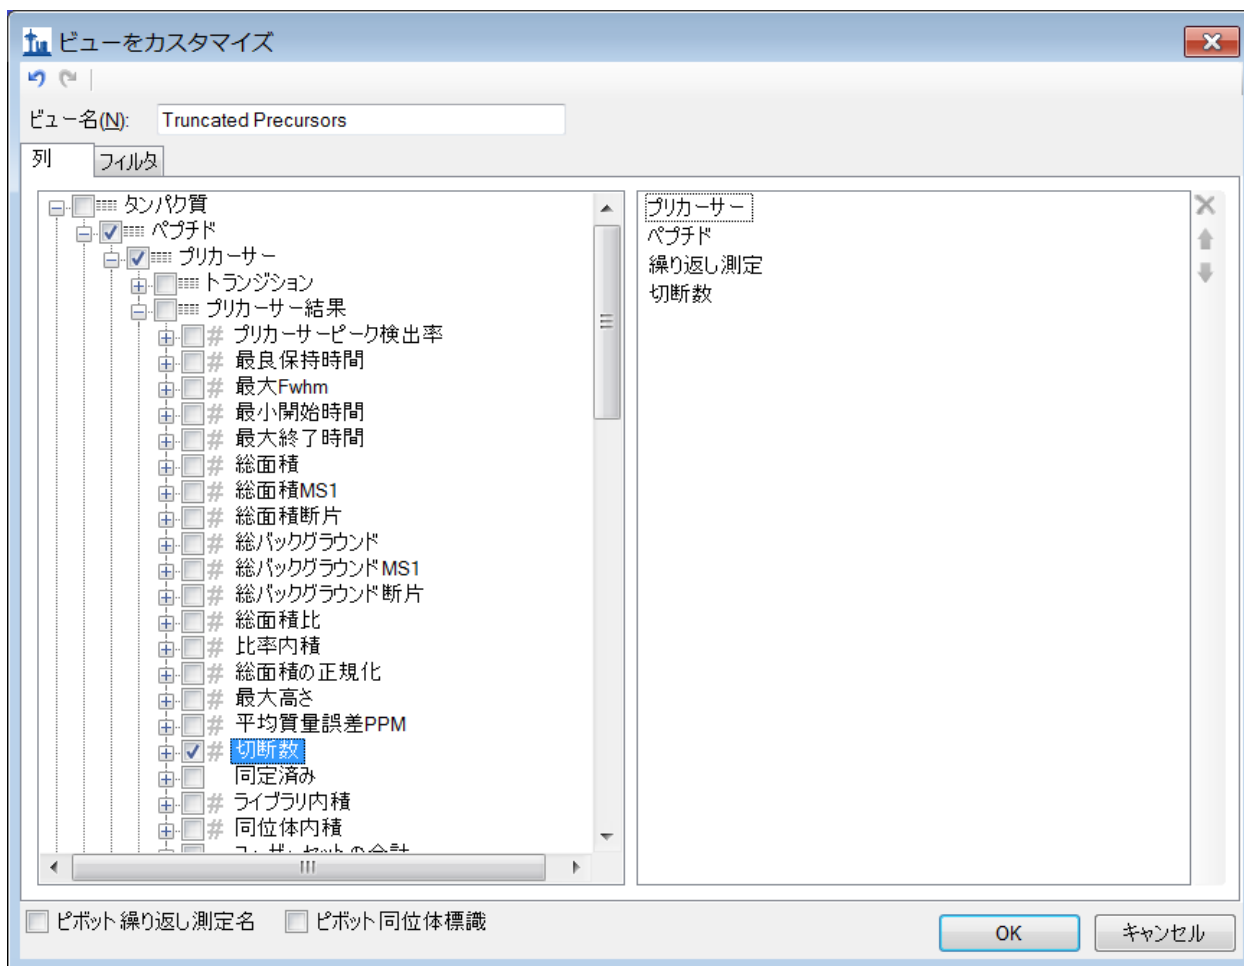 ビューをカスタマイズ
ビュー名(N): Truncated Precursors
列 フィルタ
タンパク質
ペプチド
プリカーサー
トランジション
プリカーサー結果
# プリカーサーピーク検出率
# 最良保持時間
# 最大Fwhm
# 最小開始時間
# 最大終了時間
# 総面積
# 総面積MS1
# 総面積断片
# 総バックグラウンド
# 総バックグラウンドMS1
# 総バックグラウンド断片
# 総面積比
# 比率内積
# 総面積の正規化
# 最大高さ
# 平均質量誤差PPM
# 切断数
同定済み
# ライブラリ内積
# 同位体内積
プリカーサー
ペプチド
繰り返し測定
切断数
ピボット繰り返し測定名 ピボット同位体標識
OK キャンセル